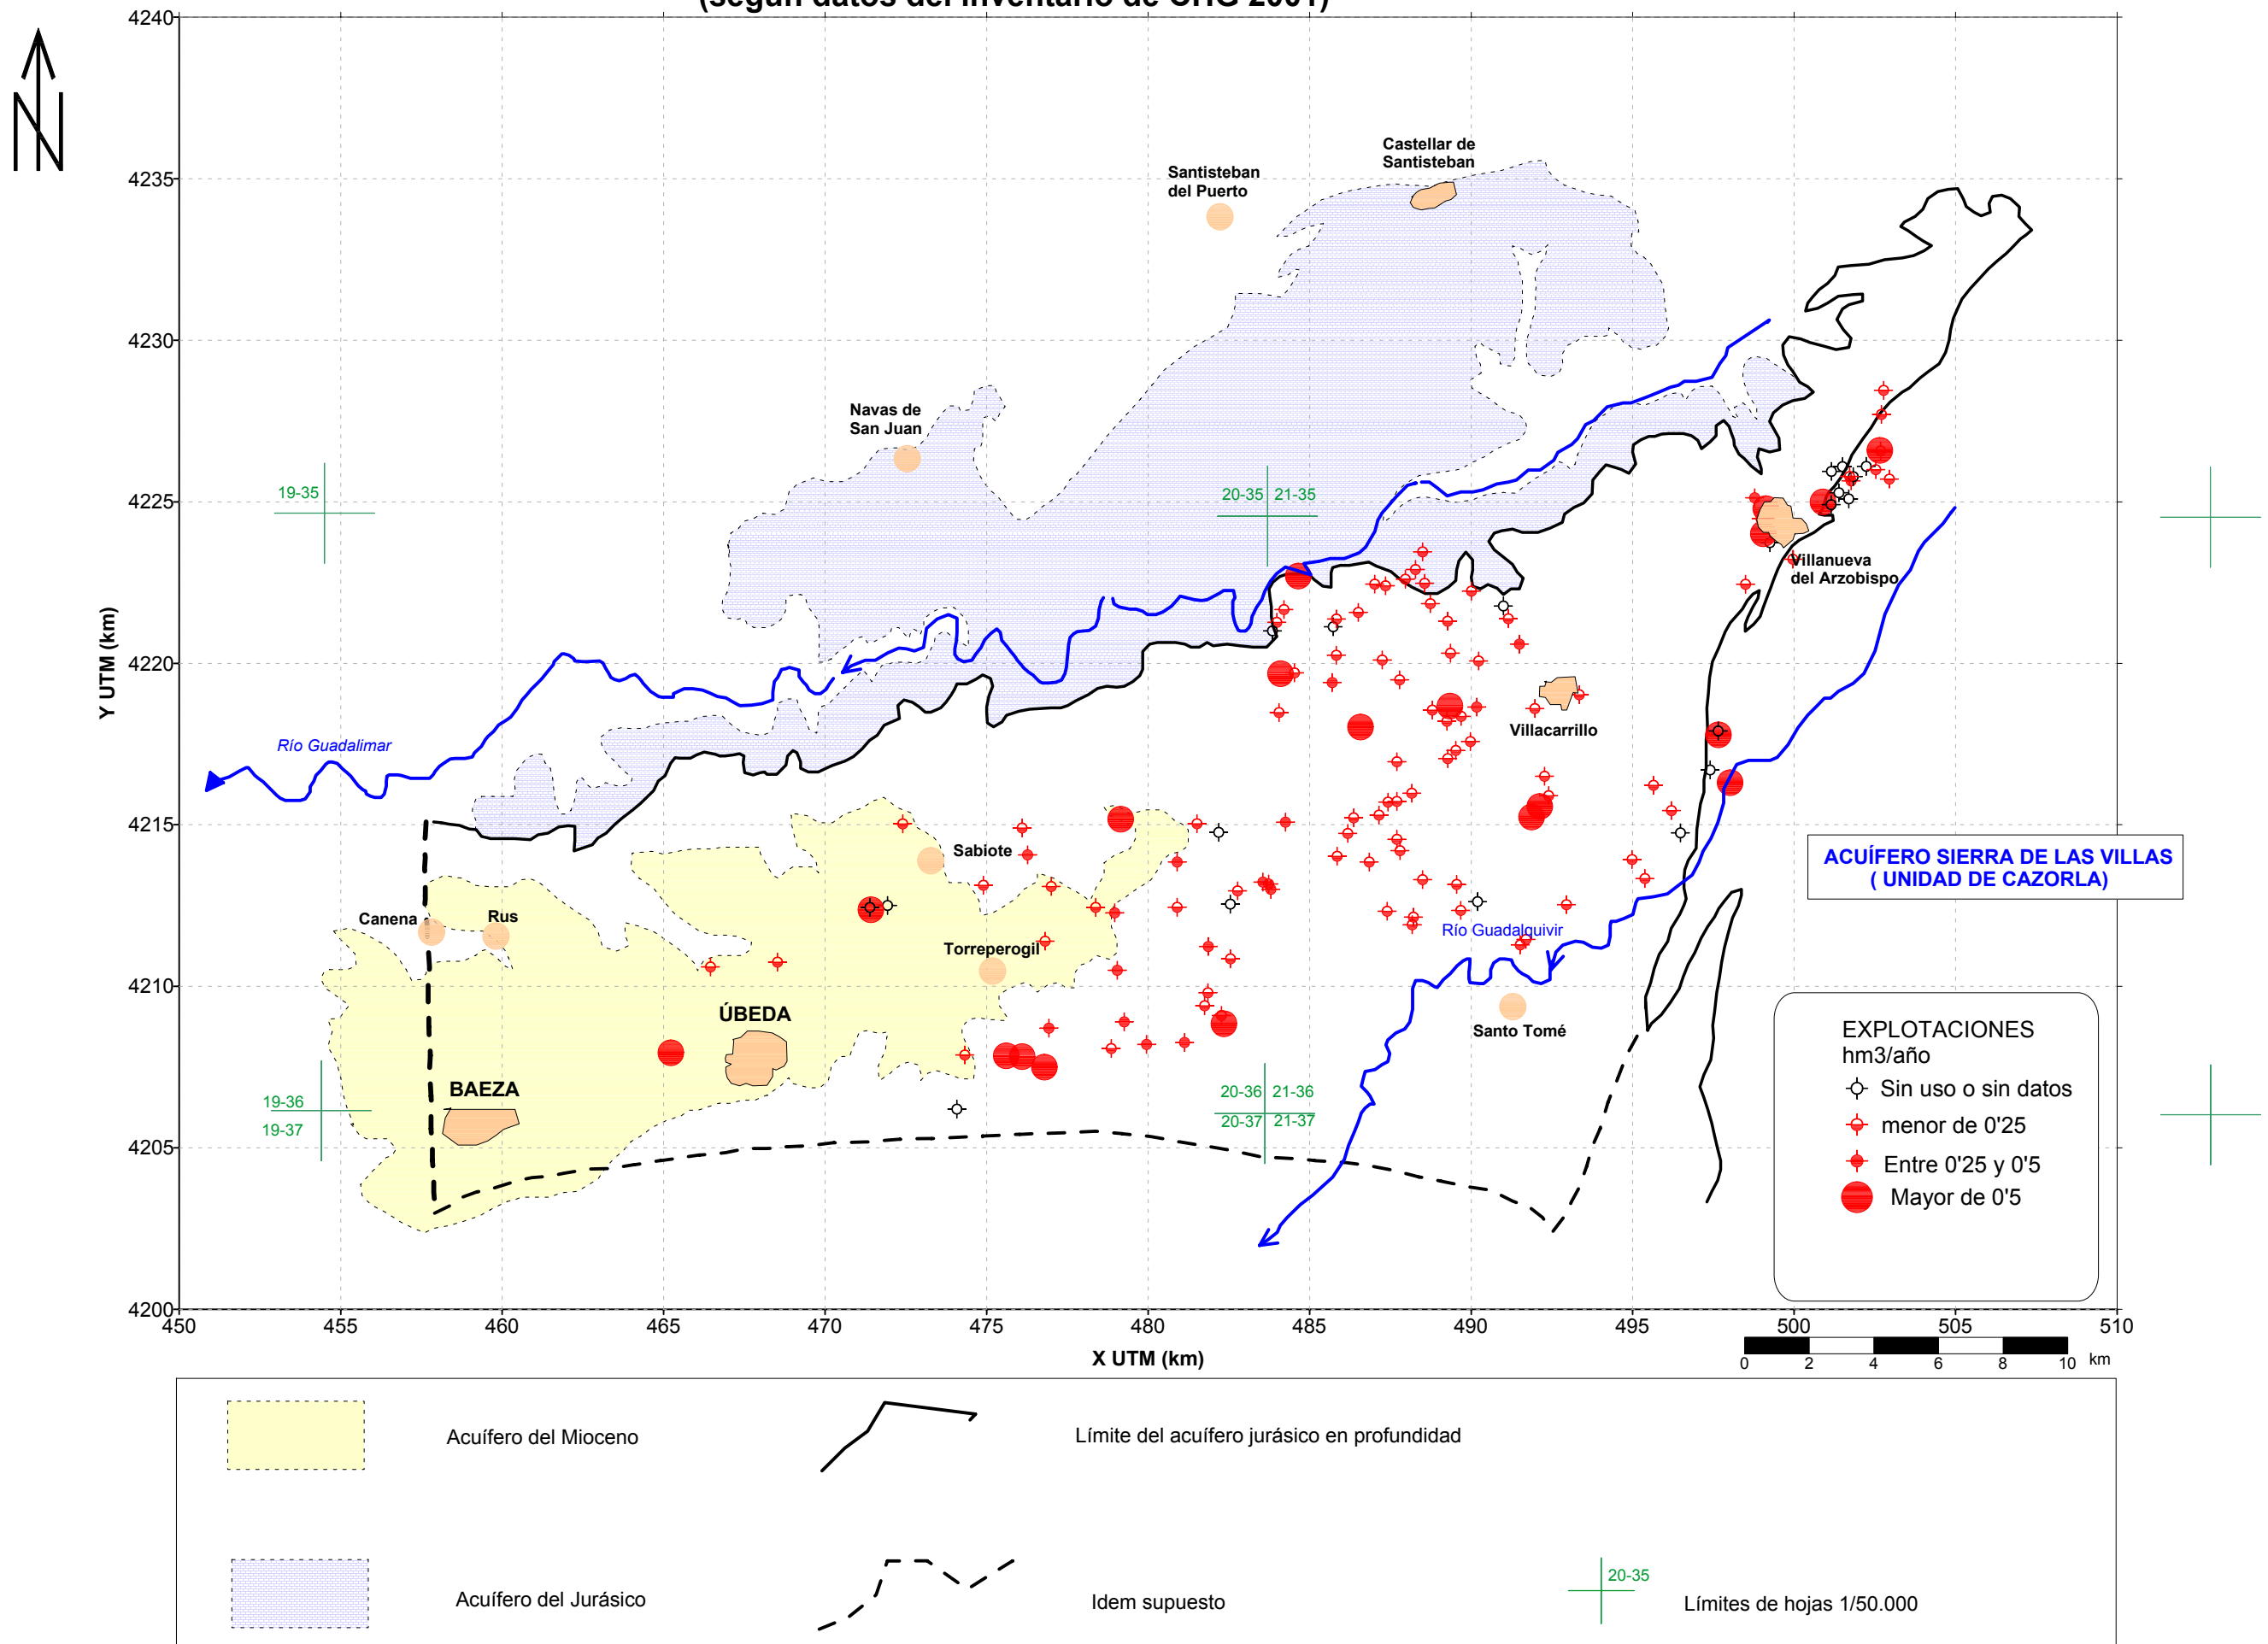 (según datos del inventario de CHG 2001)
4240
4235
4230
4225
4220
4215
4210
4205
4200
Y UTM (km)
N
Castellar de
Santisteban
Santisteban
del Puerto
Navas de
San Juan
19-35
20-35
21-35
Villanueva
del Arzobispo
Río Guadalimar
Villacarrillo
Sabiote
ACUÍFERO SIERRA DE LAS VILLAS
( UNIDAD DE CAZORLA)
Canena
Rus
Torreperogil
Río Guadalquivir
ÚBEDA
Santo Tomé
BAEZA
19-36
19-37
20-36
21-36
20-37
21-37
EXPLOTACIONES
hm3/año
Sin uso o sin datos
menor de 0'25
Entre 0'25 y 0'5
Mayor de 0'5
450
455
460
465
470
475
480
485
490
495
500
505
510
X UTM (km)
0
2
4
6
8
10
km
Acuífero del Mioceno
Límite del acuífero jurásico en profundidad
Acuífero del Jurásico
Idem supuesto
20-35
Límites de hojas 1/50.000